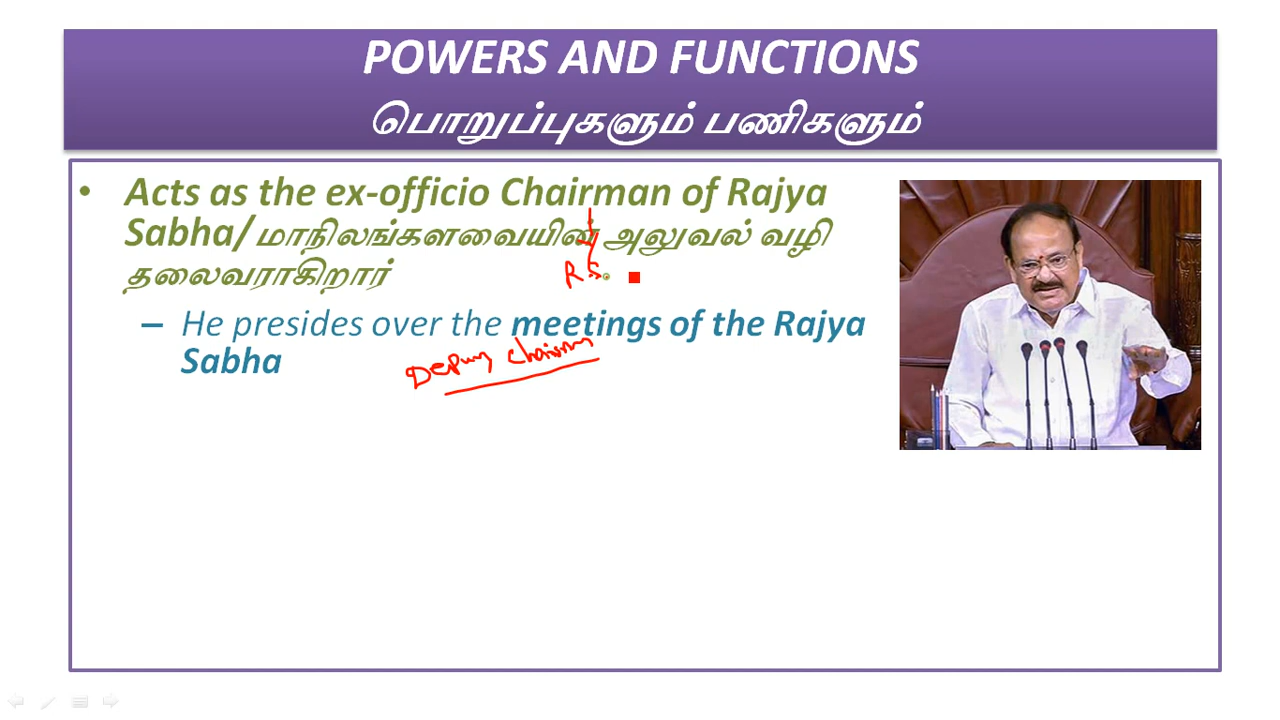 POWERS AND FUNCTIONS
பொறுப்புகளும் பணிகளும்
• Acts as the ex-officio Chairman of Rajya
Sabha/ மாநிலங்களவையின் அலுவல் வழி
தலைவராகிறார்
R.S.
– He presides over the meetings of the Rajya
Sabha
Deputy Chairman